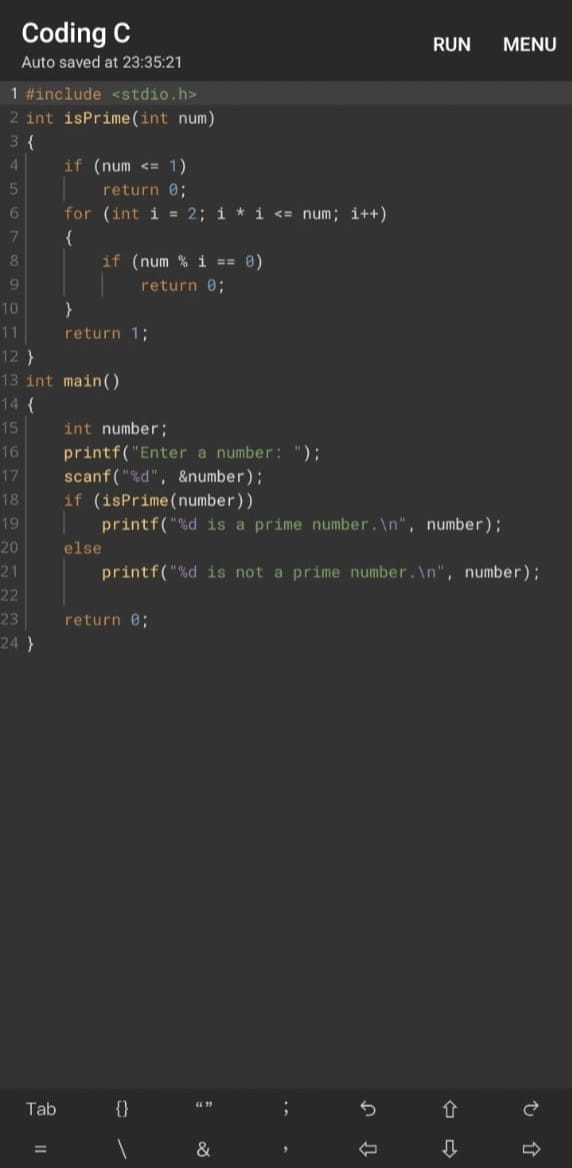 Coding C
RUN MENU
Auto saved at 23:35:21
1 #include <stdio.h>
2 int isPrime(int num)
3 {
4     if (num <= 1)
5         return 0;
6     for (int i = 2; i * i <= num; i++)
7     {
8         if (num % i == 0)
9             return 0;
10     }
11     return 1;
12 }
13 int main()
14 {
15     int number;
16     printf("Enter a number: ");
17     scanf("%d", &number);
18     if (isPrime(number))
19         printf("%d is a prime number.\n", number);
20     else
21         printf("%d is not a prime number.\n", number);
22
23     return 0;
24 }
Tab {} “” ;
= \ & ,